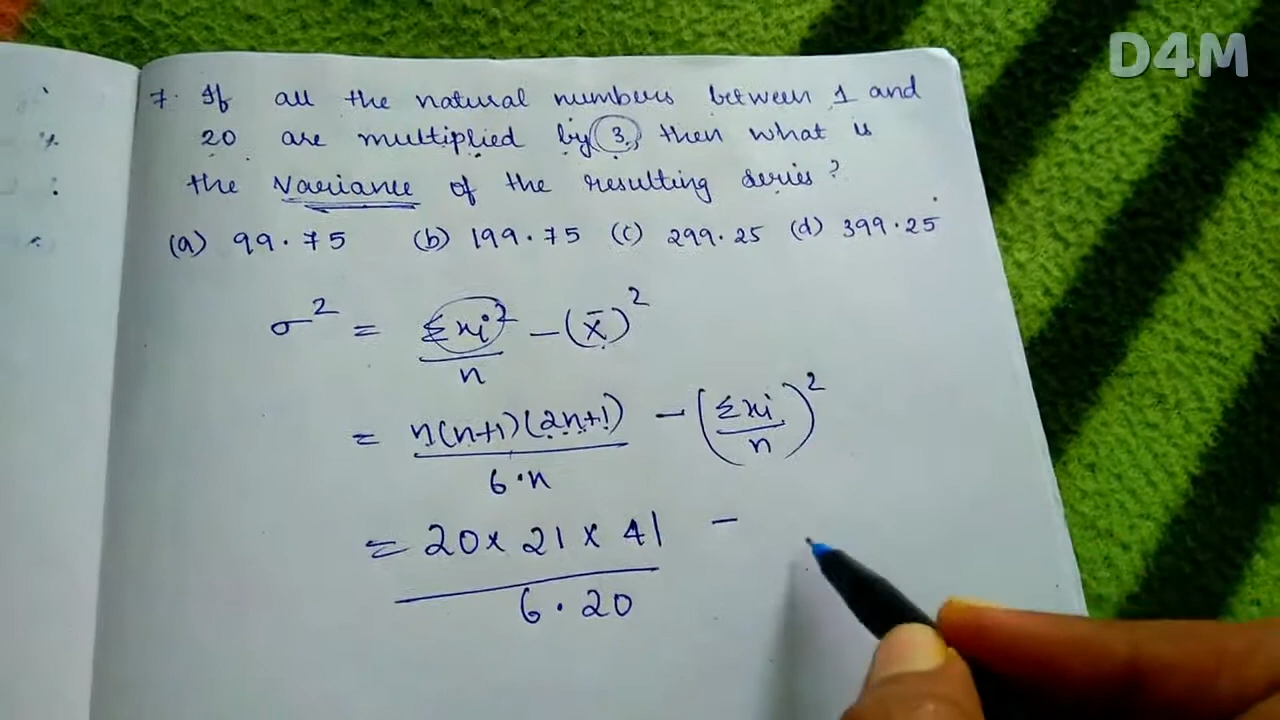 D4M
7. If all the natural numbers between 1 and
20 are multiplied by 3, then what is
the variance of the resulting series?
(a) 99.75 (b) 199.75 (c) 299.25 (d) 399.25
σ² = Σxi²/n − (x̄)²
= n(n+1)(2n+1)/6·n − (Σxi/n)²
= 20×21×41/6·20 −